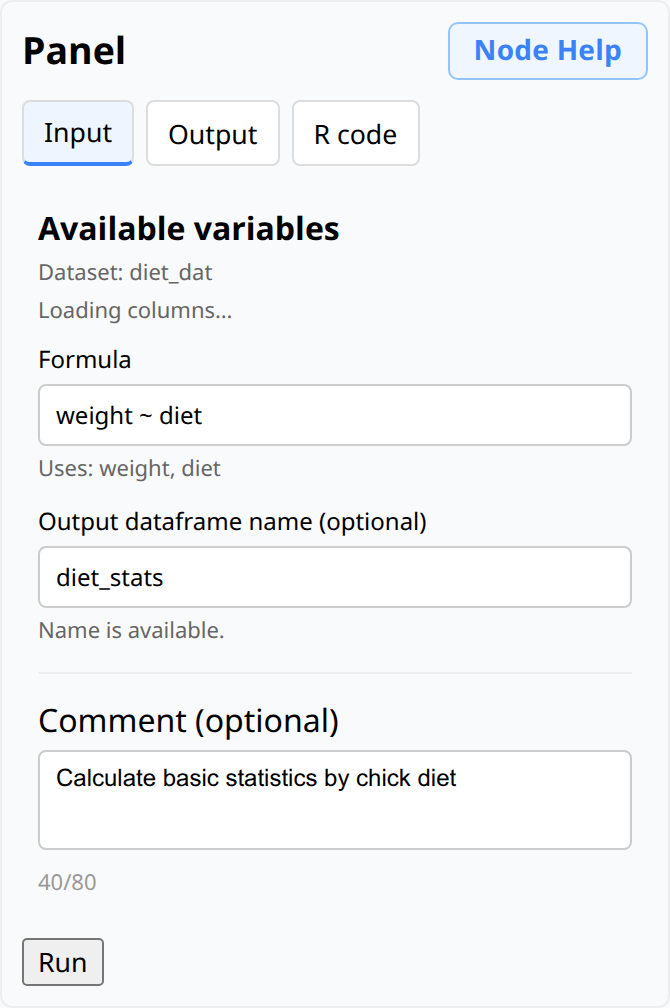 Panel
Node Help
Input
Output
R code
Available variables
Dataset: diet_dat
Loading columns...
Formula
weight ~ diet
Uses: weight, diet
Output dataframe name (optional)
diet_stats
Name is available.
Comment (optional)
Calculate basic statistics by chick diet
40/80
Run